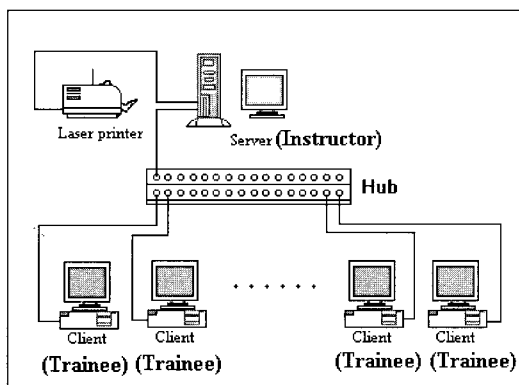 Laser printer
Server (Instructor)
Hub
Client Client Client Client
(Trainee) (Trainee) (Trainee) (Trainee)